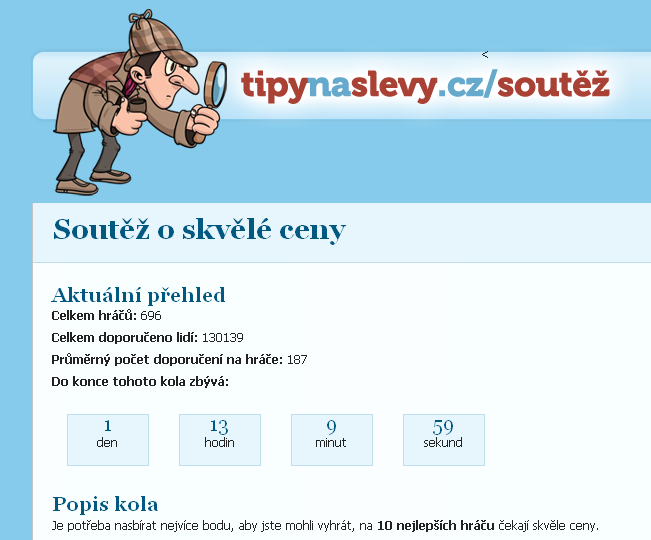 <
tipynaslevy.cz/soutěž
Soutěž o skvělé ceny
Aktuální přehled
Celkem hráčů: 696
Celkem doporučeno lidí: 130139
Průměrný počet doporučení na hráče: 187
Do konce tohoto kola zbývá:
1 13 9 59
den hodin minut sekund
Popis kola
Je potřeba nasbírat nejvíce bodu, aby jste mohli vyhrát, na 10 nejlepších hráču čekají skvěle ceny.